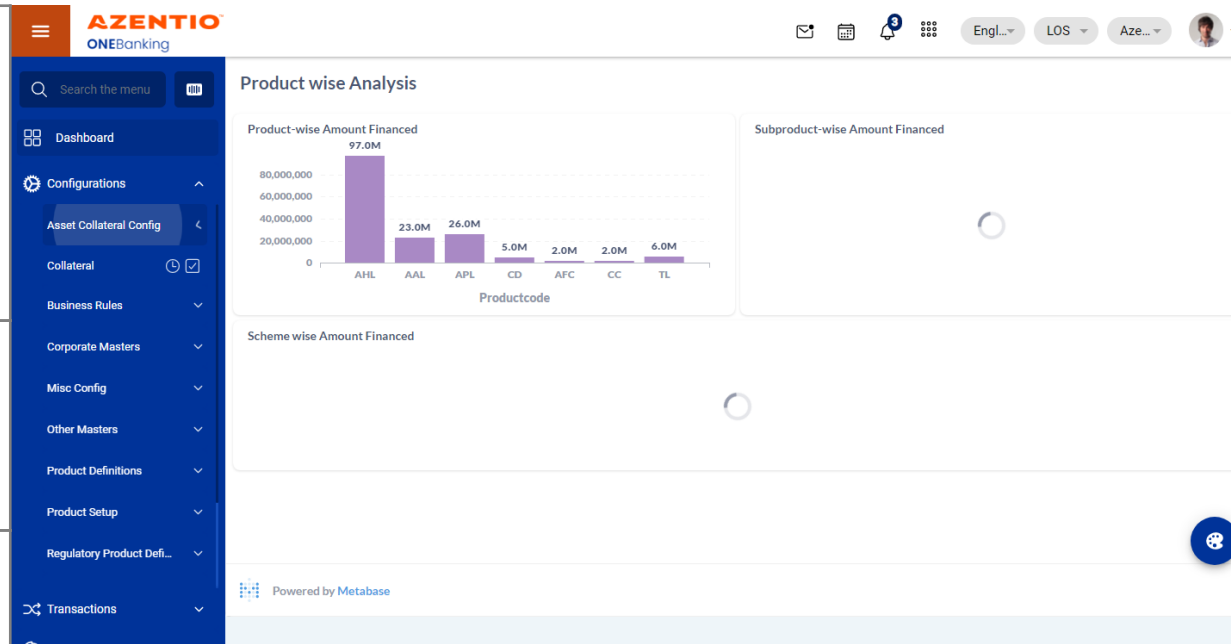 AZENTIO
ONEBanking
3
Engl...
LOS
Aze...
Search the menu
Dashboard
Configurations
Asset Collateral Config
Collateral
Business Rules
Corporate Masters
Misc Config
Other Masters
Product Definitions
Product Setup
Regulatory Product Defi...
Transactions
Product wise Analysis
Product-wise Amount Financed
97.0M
80,000,000
60,000,000
40,000,000
20,000,000
0
23.0M
26.0M
5.0M
2.0M
2.0M
6.0M
AHL
AAL
APL
CD
AFC
CC
TL
Productcode
Subproduct-wise Amount Financed
Scheme wise Amount Financed
Powered by Metabase